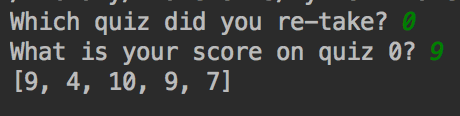 Which quiz did you re-take? 0
What is your score on quiz 0? 9
[9, 4, 10, 9, 7]